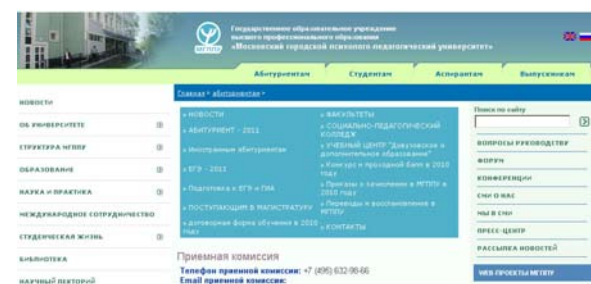 Государственное образовательное учреждение
высшего профессионального образования
«Московский городской психолого-педагогический университет»
МГППУ
Абитуриентам
Студентам
Аспирантам
Выпускникам
Главная > абитуриентам >
НОВОСТИ
ОБ УНИВЕРСИТЕТЕ
СТРУКТУРА МГППУ
ОБРАЗОВАНИЕ
НАУКА И ПРАКТИКА
МЕЖДУНАРОДНОЕ СОТРУДНИЧЕСТВО
СТУДЕНЧЕСКАЯ ЖИЗНЬ
БИБЛИОТЕКА
НАУЧНЫЙ ЛЕКТОРИЙ
» НОВОСТИ
» АБИТУРИЕНТ - 2011
» Иностранные абитуриентам
» ЕГЭ - 2011
» Подготовка к ЕГЭ и ГИА
» ПОСТУПАЮЩИМ В МАГИСТРАТУРУ
» договорная форма обучения в 2010
году
» ФАКУЛЬТЕТЫ
» СОЦИАЛЬНО-ПЕДАГОГИЧЕСКИЙ
КОЛЛЕДЖ
» УЧЕБНЫЙ ЦЕНТР "Довузовское и
дополнительное образование"
» Конкурс и проходной балл в 2010
году
» Приказы о зачислении в МГППУ в
2010 году
» Переводы и восстановления в
МГППУ
» КОНТАКТЫ
Приемная комиссия
Телефон приемной комиссии: +7 (495) 632-98-66
Email приемной комиссии:
Поиск по сайту
ВОПРОСЫ РУКОВОДСТВУ
ФОРУМ
КОНФЕРЕНЦИИ
СМИ О НАС
МЫ В СМИ
ПРЕСС-ЦЕНТР
РАССЫЛКА НОВОСТЕЙ
WEB-ПРОЕКТЫ МГППУ